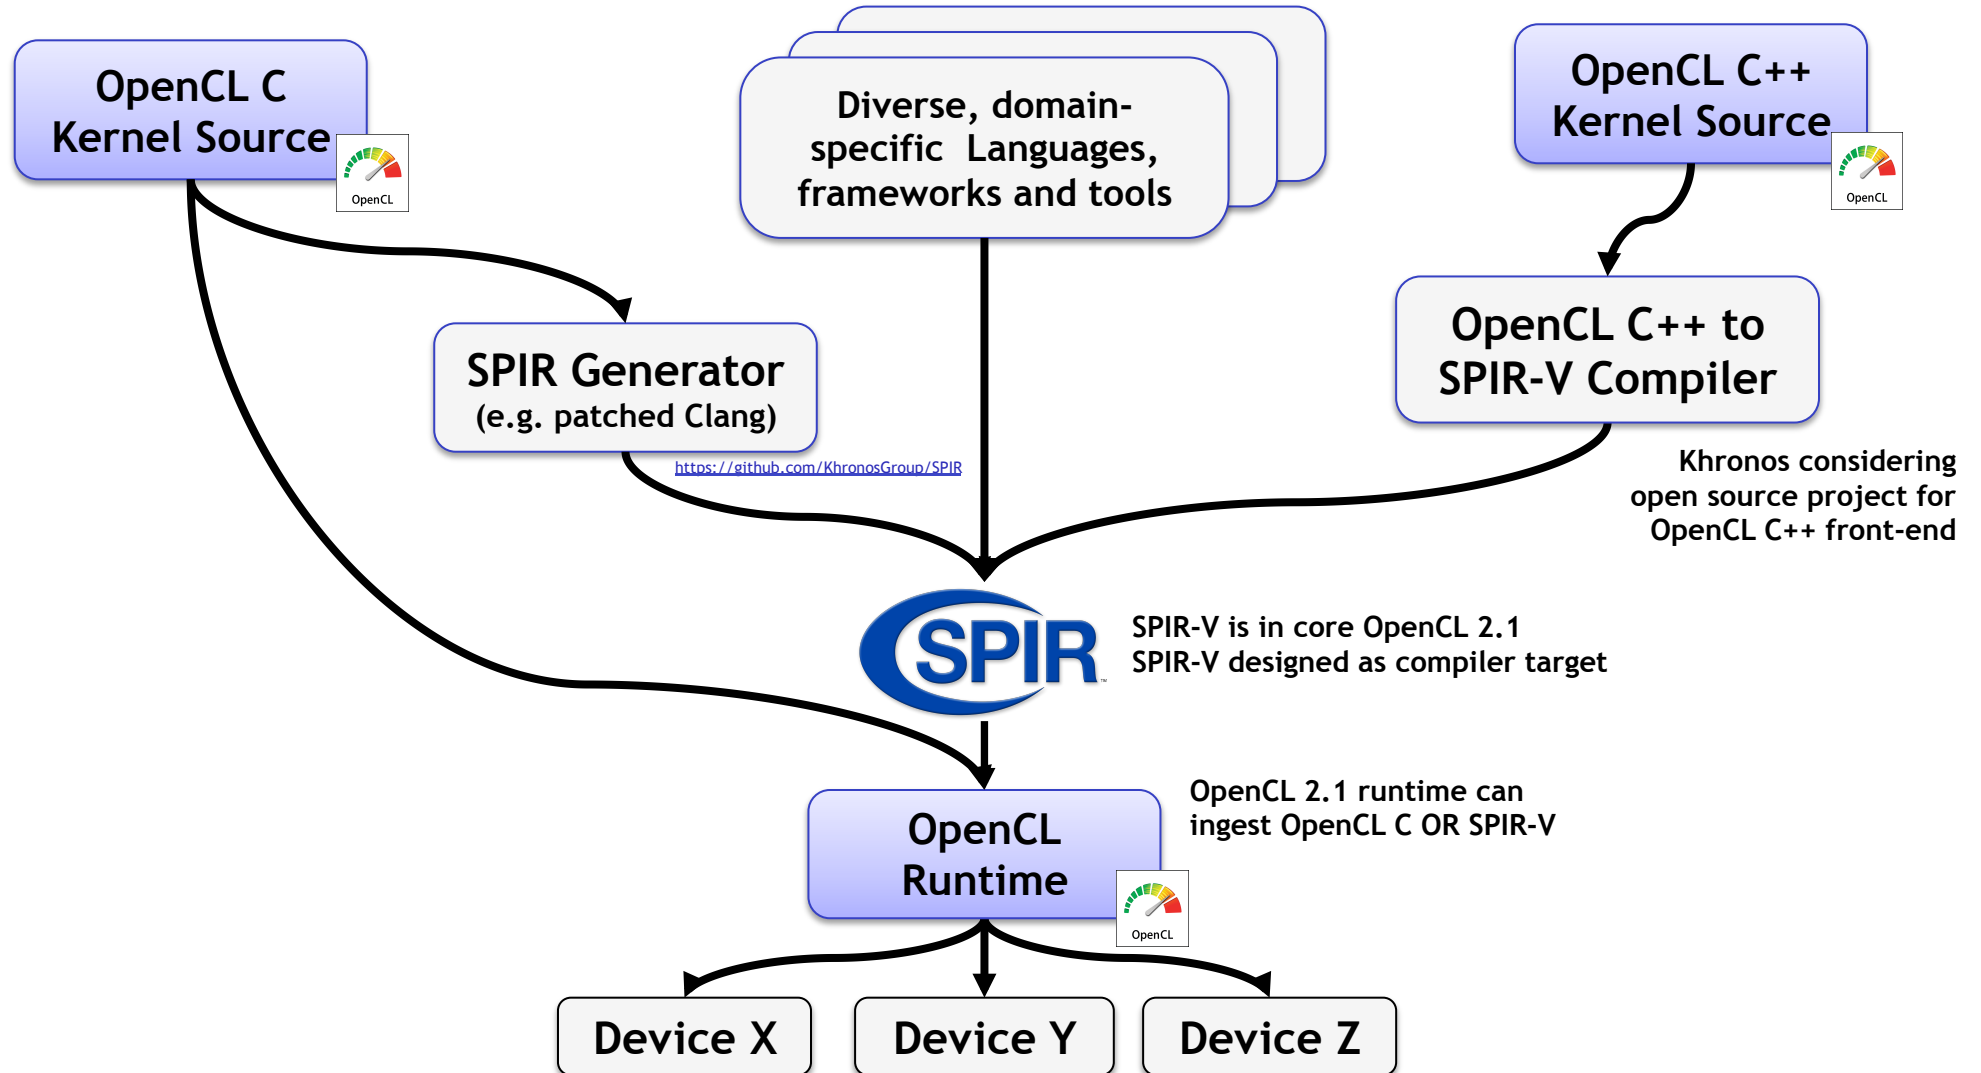 OpenCL C
Kernel Source
OpenCL
Diverse, domain-
specific Languages,
frameworks and tools
OpenCL C++
Kernel Source
OpenCL
SPIR Generator
(e.g. patched Clang)
https://github.com/KhronosGroup/SPIR
OpenCL C++ to
SPIR-V Compiler
Khronos considering
open source project for
OpenCL C++ front-end
SPIR™
SPIR-V is in core OpenCL 2.1
SPIR-V designed as compiler target
OpenCL 2.1 runtime can
ingest OpenCL C OR SPIR-V
OpenCL
Runtime
OpenCL
Device X
Device Y
Device Z